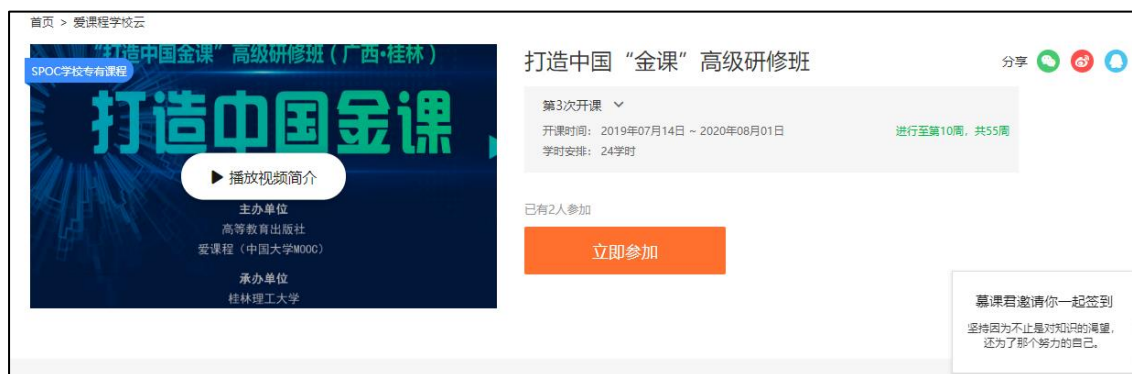 首页 > 爱课程学校云
“打造中国金课”高级研修班（广西·桂林）
SPOC学校专有课程
打造中国金课
播放视频简介
主办单位
高等教育出版社
爱课程（中国大学MOOC）
承办单位
桂林理工大学
打造中国“金课”高级研修班
分享
第3次开课
开课时间： 2019年07月14日 ~ 2020年08月01日
进行至第10周，共55周
学时安排： 24学时
已有2人参加
立即参加
慕课君邀请你一起签到
坚持因为不止是对知识的渴望，
还为了那个努力的自己。